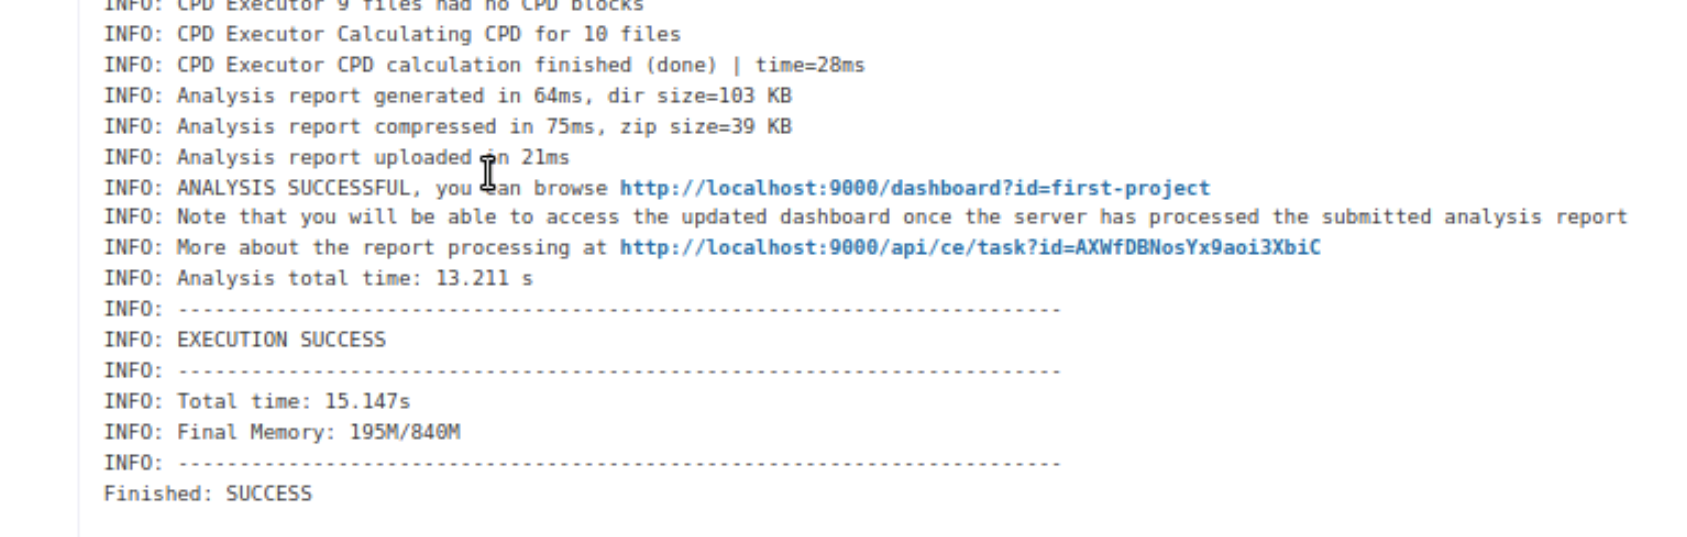 INFO: CPD Executor 9 files had no CPD blocks
INFO: CPD Executor Calculating CPD for 10 files
INFO: CPD Executor CPD calculation finished (done) | time=28ms
INFO: Analysis report generated in 64ms, dir size=103 KB
INFO: Analysis report compressed in 75ms, zip size=39 KB
INFO: Analysis report uploaded in 21ms
INFO: ANALYSIS SUCCESSFUL, you can browse http://localhost:9000/dashboard?id=first-project
INFO: Note that you will be able to access the updated dashboard once the server has processed the submitted analysis report
INFO: More about the report processing at http://localhost:9000/api/ce/task?id=AXWfDBNosYx9aoi3XbiC
INFO: Analysis total time: 13.211 s
INFO: ------------------------------------------------------------------------
INFO: EXECUTION SUCCESS
INFO: ------------------------------------------------------------------------
INFO: Total time: 15.147s
INFO: Final Memory: 195M/840M
INFO: ------------------------------------------------------------------------
Finished: SUCCESS